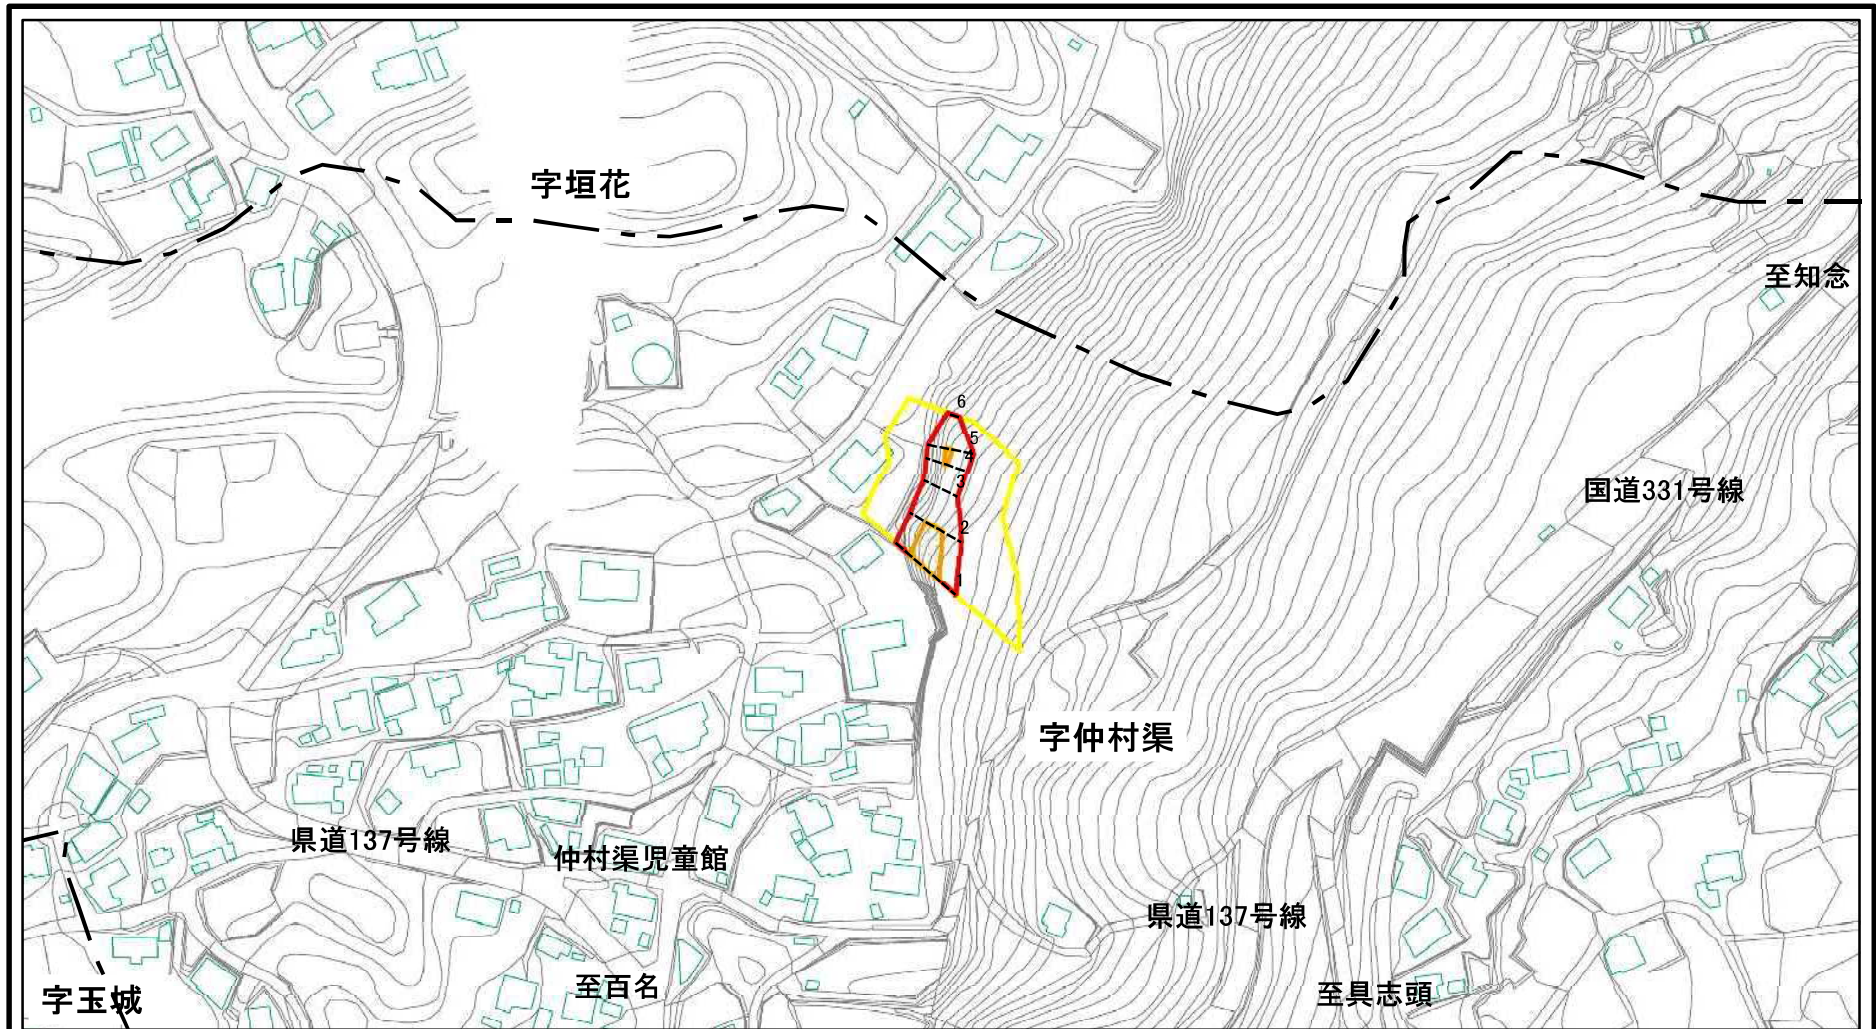 字垣花
至知念
6
5
4
3
国道331号線
2
1
字仲村渠
県道137号線
仲村渠児童館
県道137号線
至百名
至具志頭
字玉城